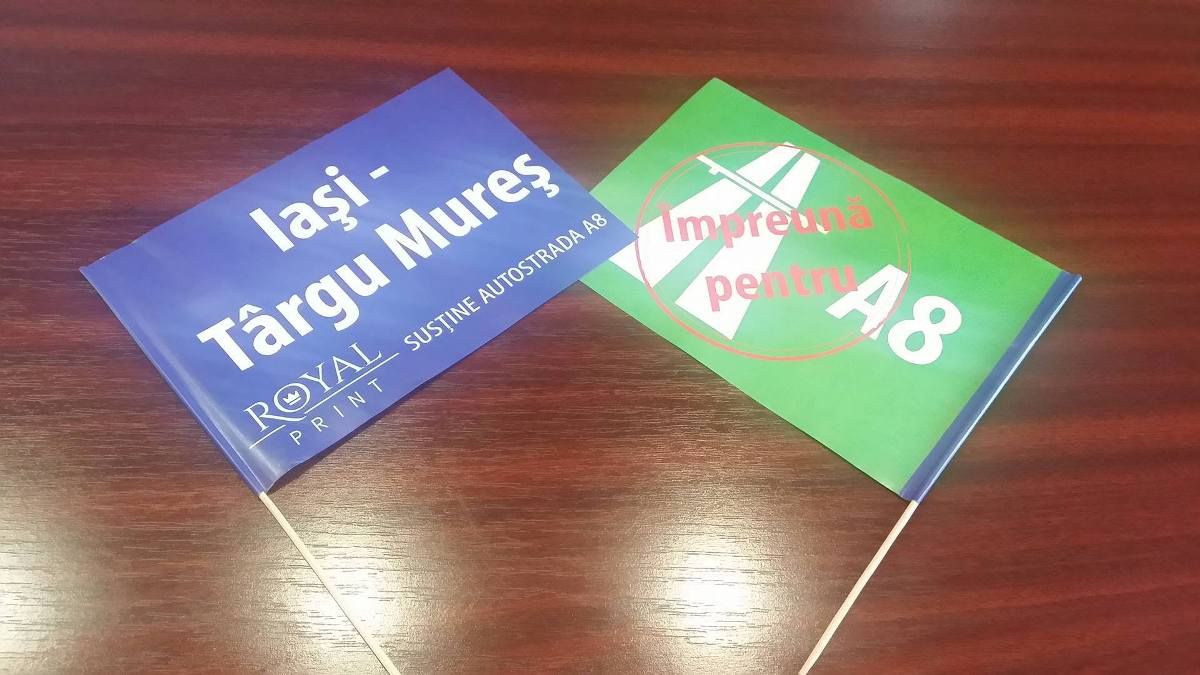 Iaşi -
Târgu Mureş
ROYAL
PRINT
SUSŢINE AUTOSTRADA A8
Împreună
pentru
A8